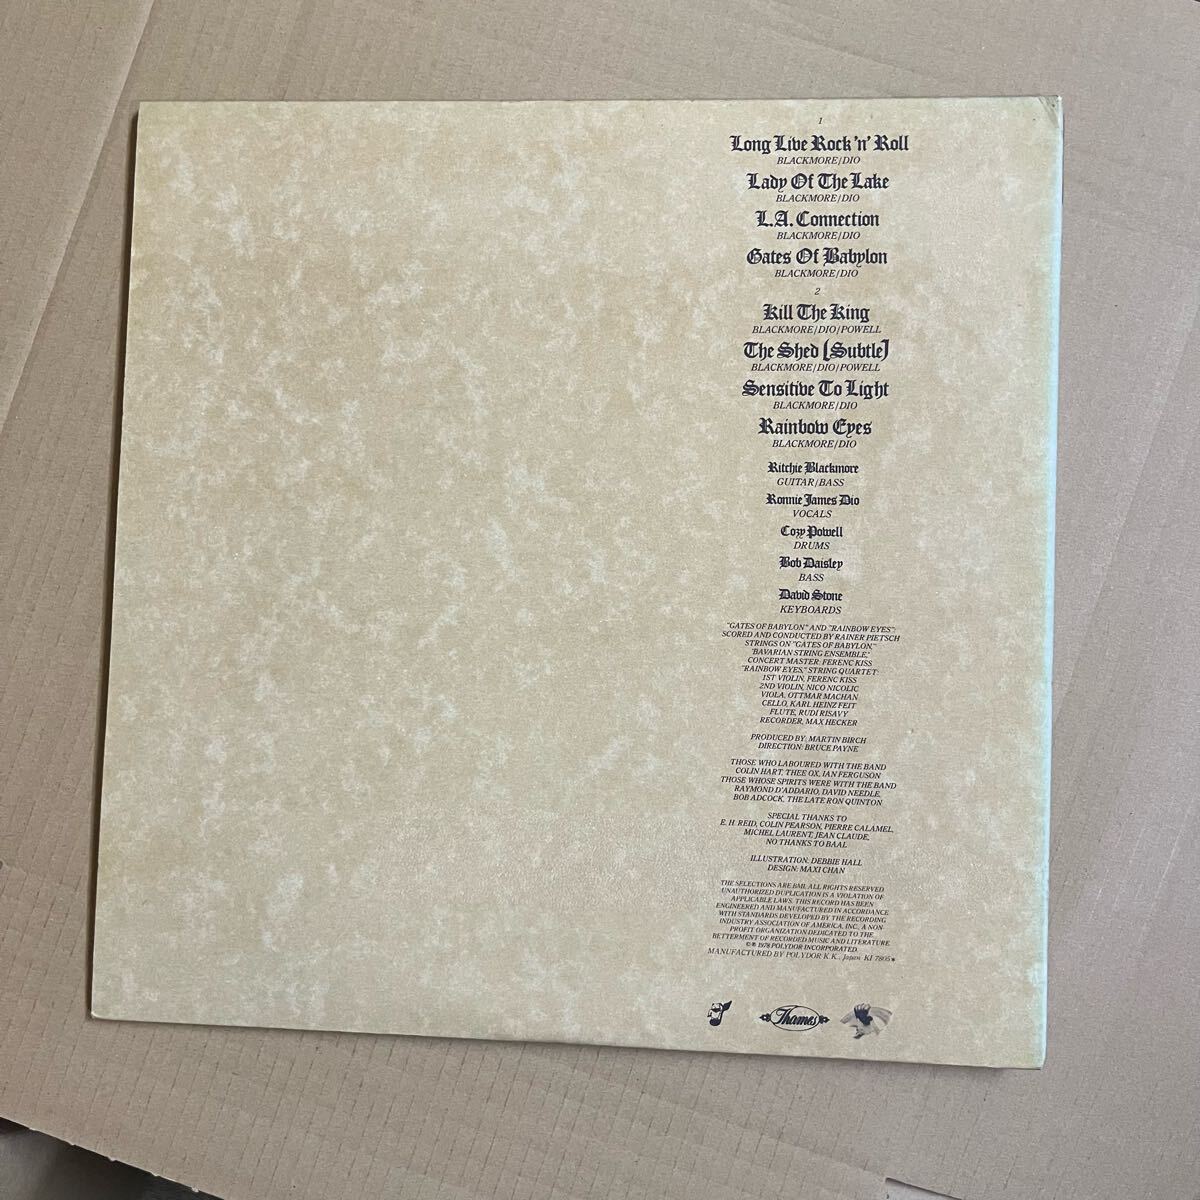 1
Long Live Rock 'n' Roll
BLACKMORE/DIO
Lady Of The Lake
BLACKMORE/DIO
L.A. Connection
BLACKMORE/DIO
Gates Of Babylon
BLACKMORE/DIO
2
Kill The King
BLACKMORE/DIO/POWELL
The Shed [Subtle]
BLACKMORE/DIO/POWELL
Sensitive To Light
BLACKMORE/DIO
Rainbow Eyes
BLACKMORE/DIO
Ritchie Blackmore
GUITAR/BASS
Ronnie James Dio
VOCALS
Cozy Powell
DRUMS
Bob Daisley
BASS
David Stone
KEYBOARDS
"GATES OF BABYLON" AND "RAINBOW EYES":
SCORED AND CONDUCTED BY RAINER PIETSCH
STRINGS ON "GATES OF BABYLON,"
"BAVARIAN STRING ENSEMBLE,"
CONCERT MASTER: FERENC KISS
"RAINBOW EYES," STRING QUARTET:
1ST VIOLIN, FERENC KISS
2ND VIOLIN, NICO NICOLIC
VIOLA, OTTMAR MACHAN
CELLO, KARL HEINZ FEIT
FLUTE, RUDI RISAVY
RECORDER, MAX HECKER
PRODUCED BY: MARTIN BIRCH
DIRECTION: BRUCE PAYNE
THOSE WHO LABOURED WITH THE BAND
COLIN HART, THEE OX, IAN FERGUSON
THOSE WHOSE SPIRITS WERE WITH THE BAND
RAYMOND D'ADDARIO, DAVID NEEDLE,
BOB ADCOCK, THE LATE RON QUINTON
SPECIAL THANKS TO
E. H. REID, COLIN PEARSON, PIERRE CALAMEL,
MICHEL LAURENT, JEAN CLAUDE,
NO THANKS TO BAAL
ILLUSTRATION: DEBBIE HALL
DESIGN: MAXI CHAN
THE SELECTIONS ARE BMI. ALL RIGHTS RESERVED
UNAUTHORIZED DUPLICATION IS A VIOLATION OF
APPLICABLE LAWS. THIS RECORD HAS BEEN
ENGINEERED AND MANUFACTURED IN ACCORDANCE
WITH STANDARDS DEVELOPED BY THE RECORDING
INDUSTRY ASSOCIATION OF AMERICA, INC., A NON-
PROFIT ORGANIZATION DEDICATED TO THE
BETTERMENT OF RECORDED MUSIC AND LITERATURE.
©℗ 1978 POLYDOR INCORPORATED.
MANUFACTURED BY POLYDOR K.K., Japan KI 7805★
Thames